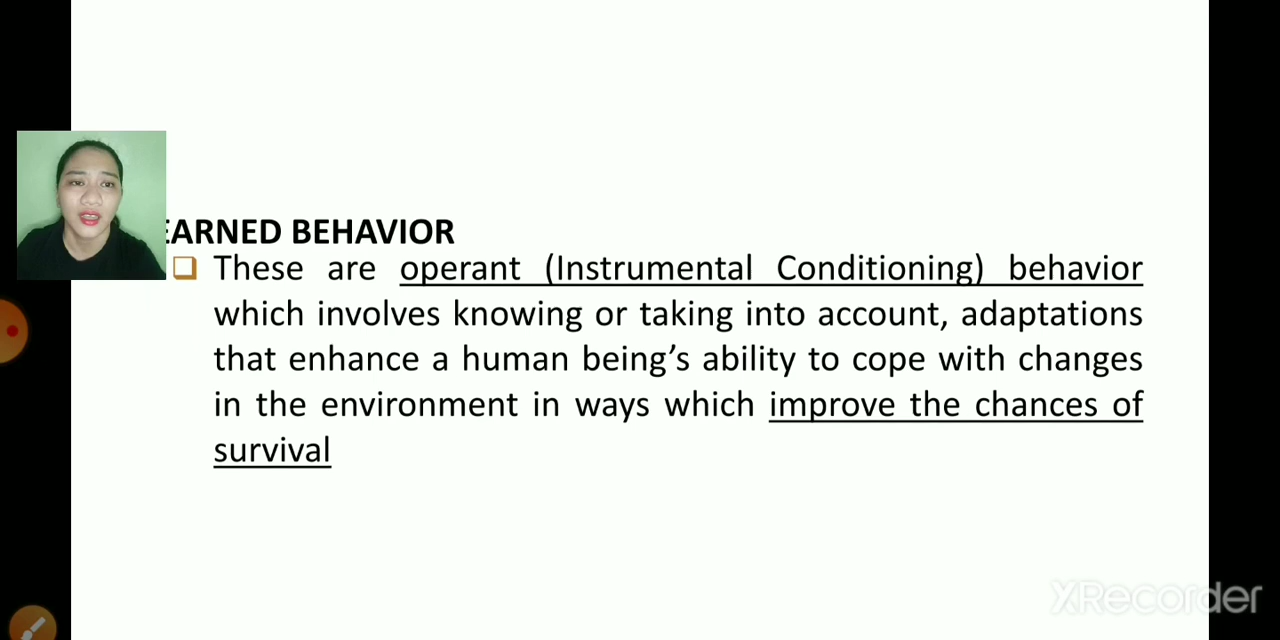 EARNED BEHAVIOR
These are operant (Instrumental Conditioning) behavior
which involves knowing or taking into account, adaptations
that enhance a human being’s ability to cope with changes
in the environment in ways which improve the chances of
survival
XRecorder